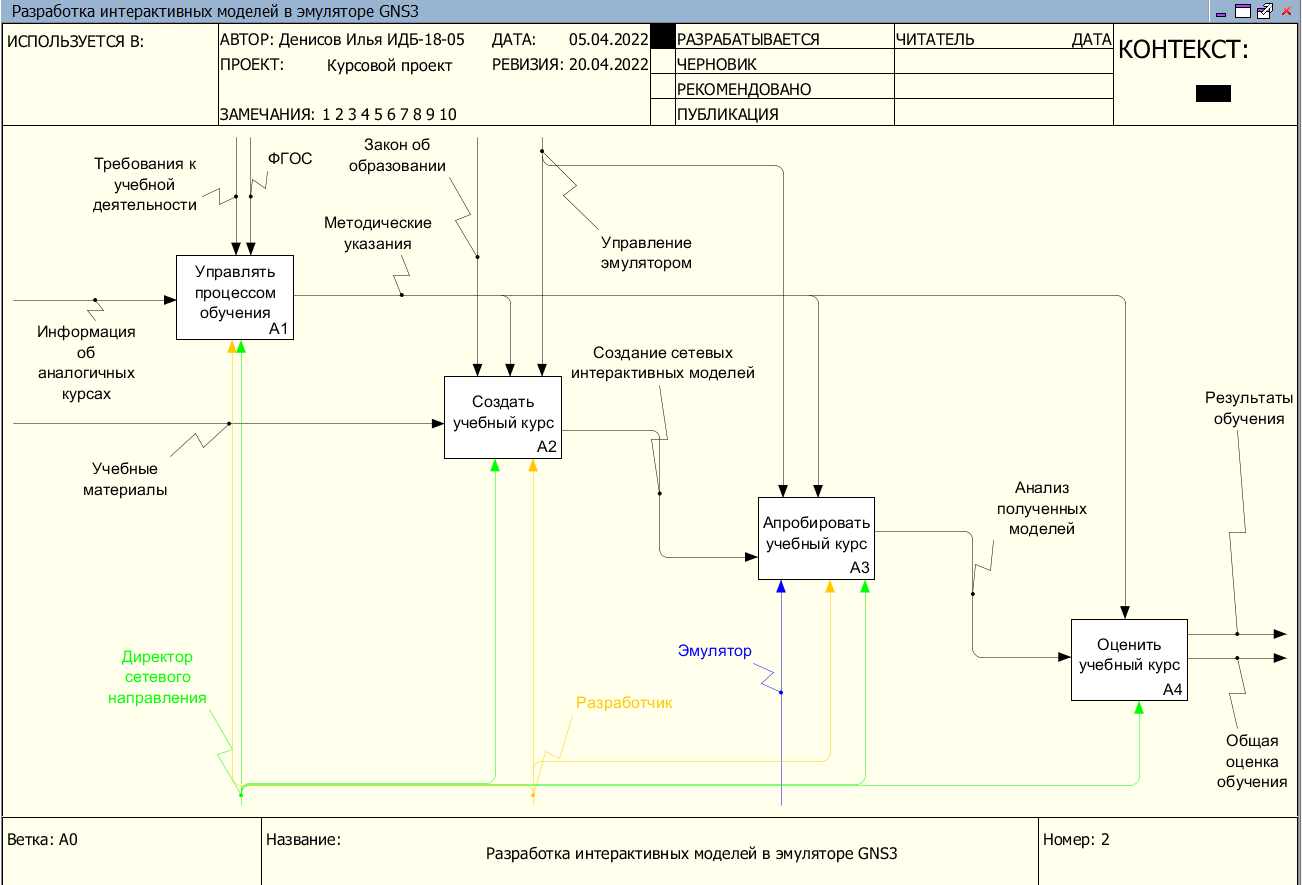 Разработка интерактивных моделей в эмуляторе GNS3
ИСПОЛЬЗУЕТСЯ В:
АВТОР: Денисов Илья ИДБ-18-05 ДАТА: 05.04.2022
ПРОЕКТ: Курсовой проект РЕВИЗИЯ: 20.04.2022
ЗАМЕЧАНИЯ: 1 2 3 4 5 6 7 8 9 10
РАЗРАБАТЫВАЕТСЯ
ЧЕРНОВИК
РЕКОМЕНДОВАНО
ПУБЛИКАЦИЯ
ЧИТАТЕЛЬ ДАТА
КОНТЕКСТ:
Требования к
учебной
деятельности
ФГОС
Закон об
образовании
Методические
указания
Управление
эмулятором
Управлять
процессом
обучения
A1
Информация
об
аналогичных
курсах
Создание сетевых
интерактивных моделей
Создать
учебный курс
A2
Учебные
материалы
Результаты
обучения
Анализ
полученных
моделей
Апробировать
учебный курс
A3
Оценить
учебный курс
A4
Директор
сетевого
направления
Эмулятор
Разработчик
Общая
оценка
обучения
Ветка: A0
Название:
Разработка интерактивных моделей в эмуляторе GNS3
Номер: 2